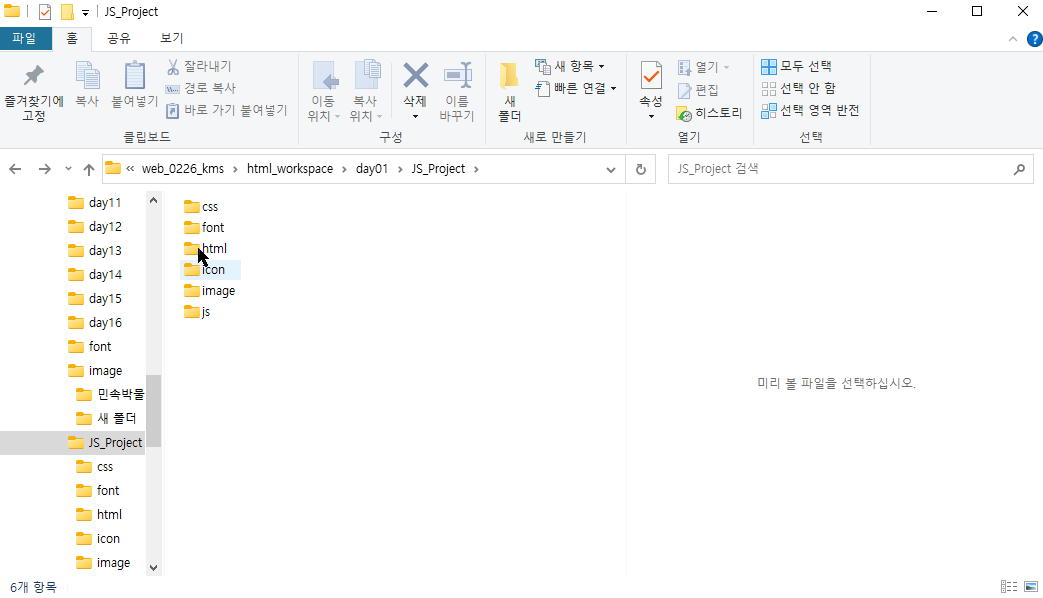 JS_Project
파일 홈 공유 보기
즐겨찾기에 고정
복사
붙여넣기
잘라내기
경로 복사
바로 가기 붙여넣기
클립보드
이동 위치
복사 위치
삭제
이름 바꾸기
구성
새 폴더
새 항목
빠른 연결
새로 만들기
속성
열기
편집
히스토리
열기
모두 선택
선택 안 함
선택 영역 반전
선택
« web_0226_kms > html_workspace > day01 > JS_Project >
JS_Project 검색
day11
day12
day13
day14
day15
day16
font
image
민속박물
새 폴더
JS_Project
css
font
html
icon
image
css
font
html
icon
image
js
미리 볼 파일을 선택하십시오.
6개 항목